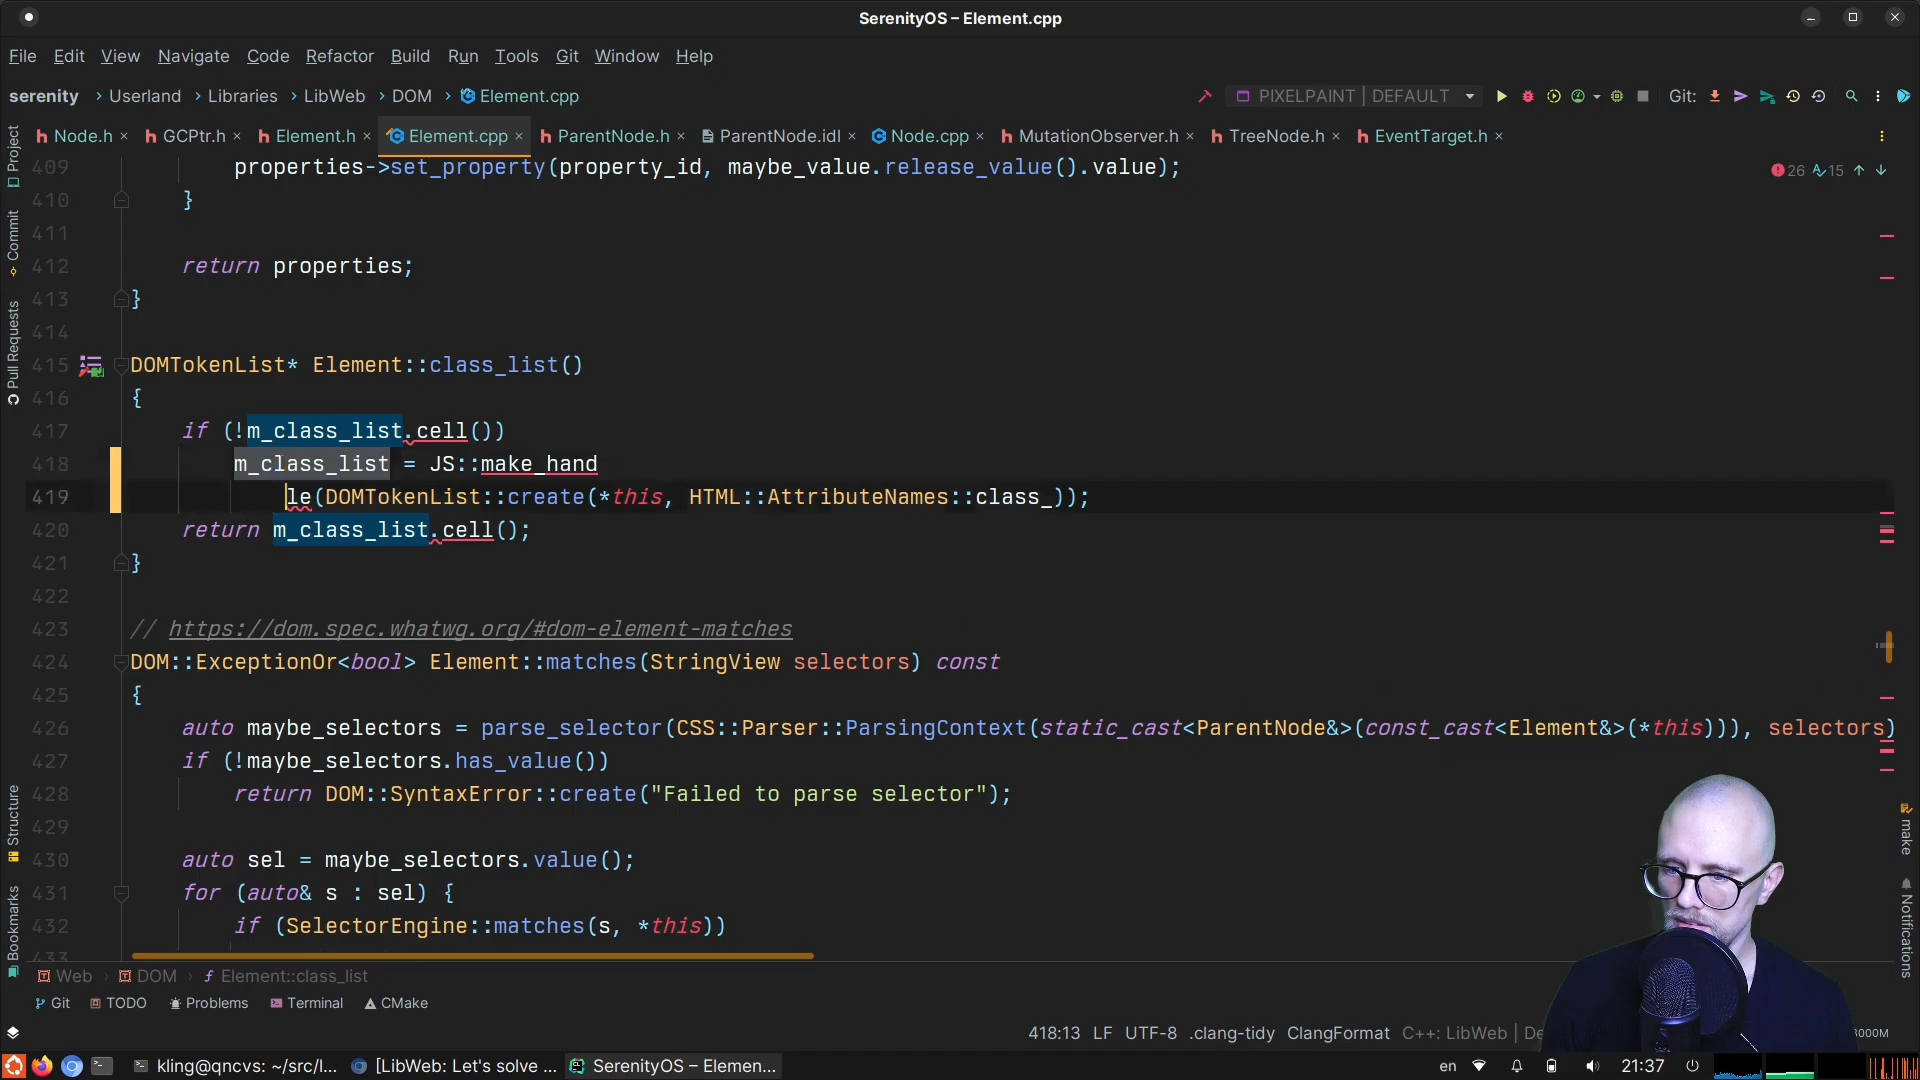 SerenityOS – Element.cpp
File Edit View Navigate Code Refactor Build Run Tools Git Window Help
serenity › Userland › Libraries › LibWeb › DOM › Element.cpp
PIXELPAINT | DEFAULT
Git:
Node.h × GCPtr.h × Element.h × Element.cpp × ParentNode.h × ParentNode.idl × Node.cpp × MutationObserver.h × TreeNode.h × EventTarget.h ×
26 15
Project
Commit
Pull Requests
Structure
Bookmarks
409 properties->set_property(property_id, maybe_value.release_value().value);
410 }
411
412 return properties;
413 }
414
415 DOMTokenList* Element::class_list()
416 {
417 if (!m_class_list.cell())
418 m_class_list = JS::make_hand
419 le(DOMTokenList::create(*this, HTML::AttributeNames::class_));
420 return m_class_list.cell();
421 }
422
423 // https://dom.spec.whatwg.org/#dom-element-matches
424 DOM::ExceptionOr<bool> Element::matches(StringView selectors) const
425 {
426 auto maybe_selectors = parse_selector(CSS::Parser::ParsingContext(static_cast<ParentNode&>(const_cast<Element&>(*this))), selectors)
427 if (!maybe_selectors.has_value())
428 return DOM::SyntaxError::create("Failed to parse selector");
429
430 auto sel = maybe_selectors.value();
431 for (auto& s : sel) {
432 if (SelectorEngine::matches(s, *this))
433
make
Notifications
Web › DOM › Element::class_list
Git TODO Problems Terminal CMake
418:13 LF UTF-8 .clang-tidy ClangFormat C++: LibWeb |
kling@qncvs: ~/src/l... [LibWeb: Let's solve ... SerenityOS – Elemen...
en 21:37